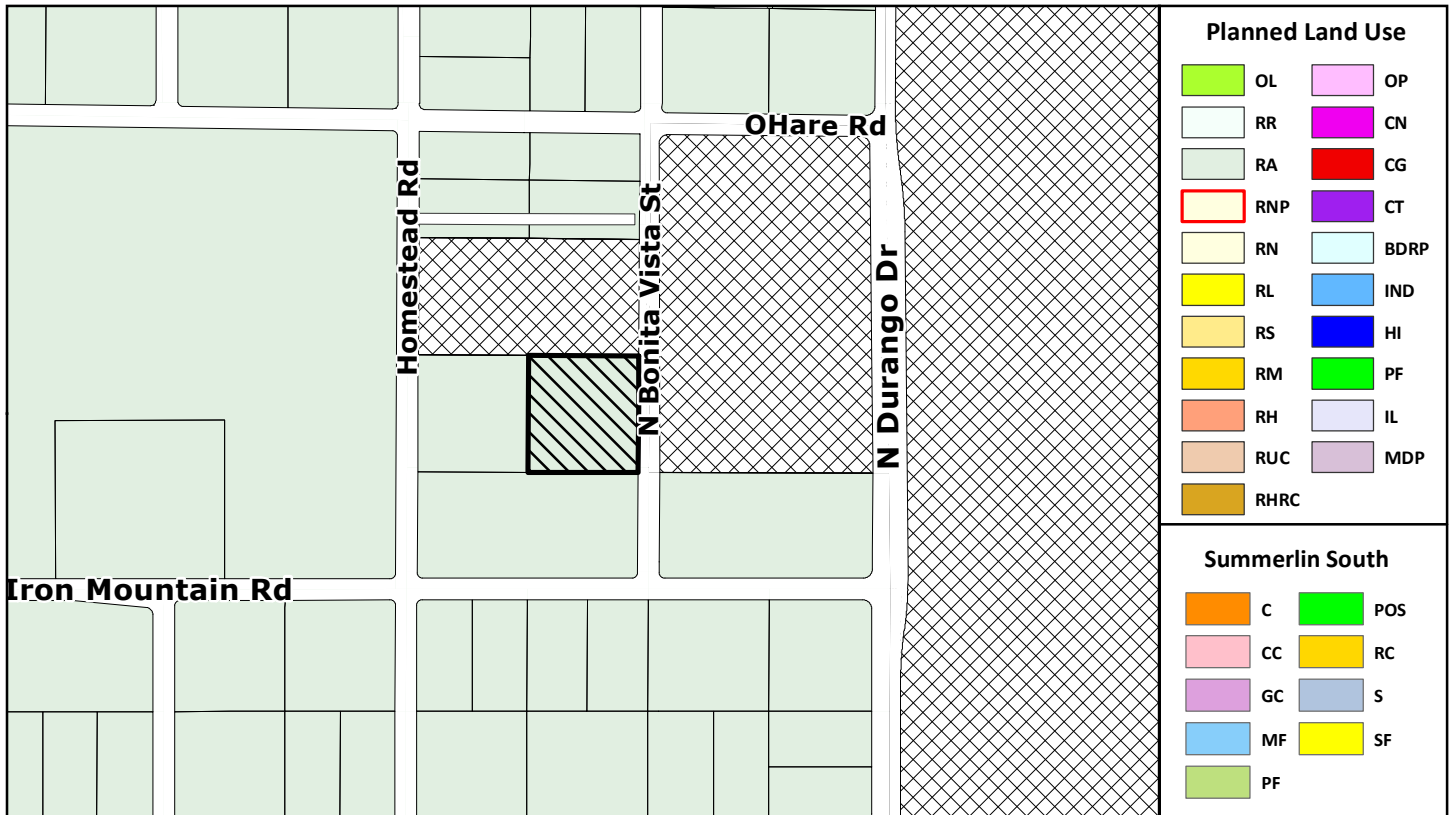 OHare Rd
Homestead Rd
N Bonita Vista St
N Durango Dr
Iron Mountain Rd
Planned Land Use
OL OP
RR CN
RA CG
RNP CT
RN BDRP
RL IND
RS HI
RM PF
RH IL
RUC MDP
RHRC
Summerlin South
C POS
CC RC
GC S
MF SF
PF